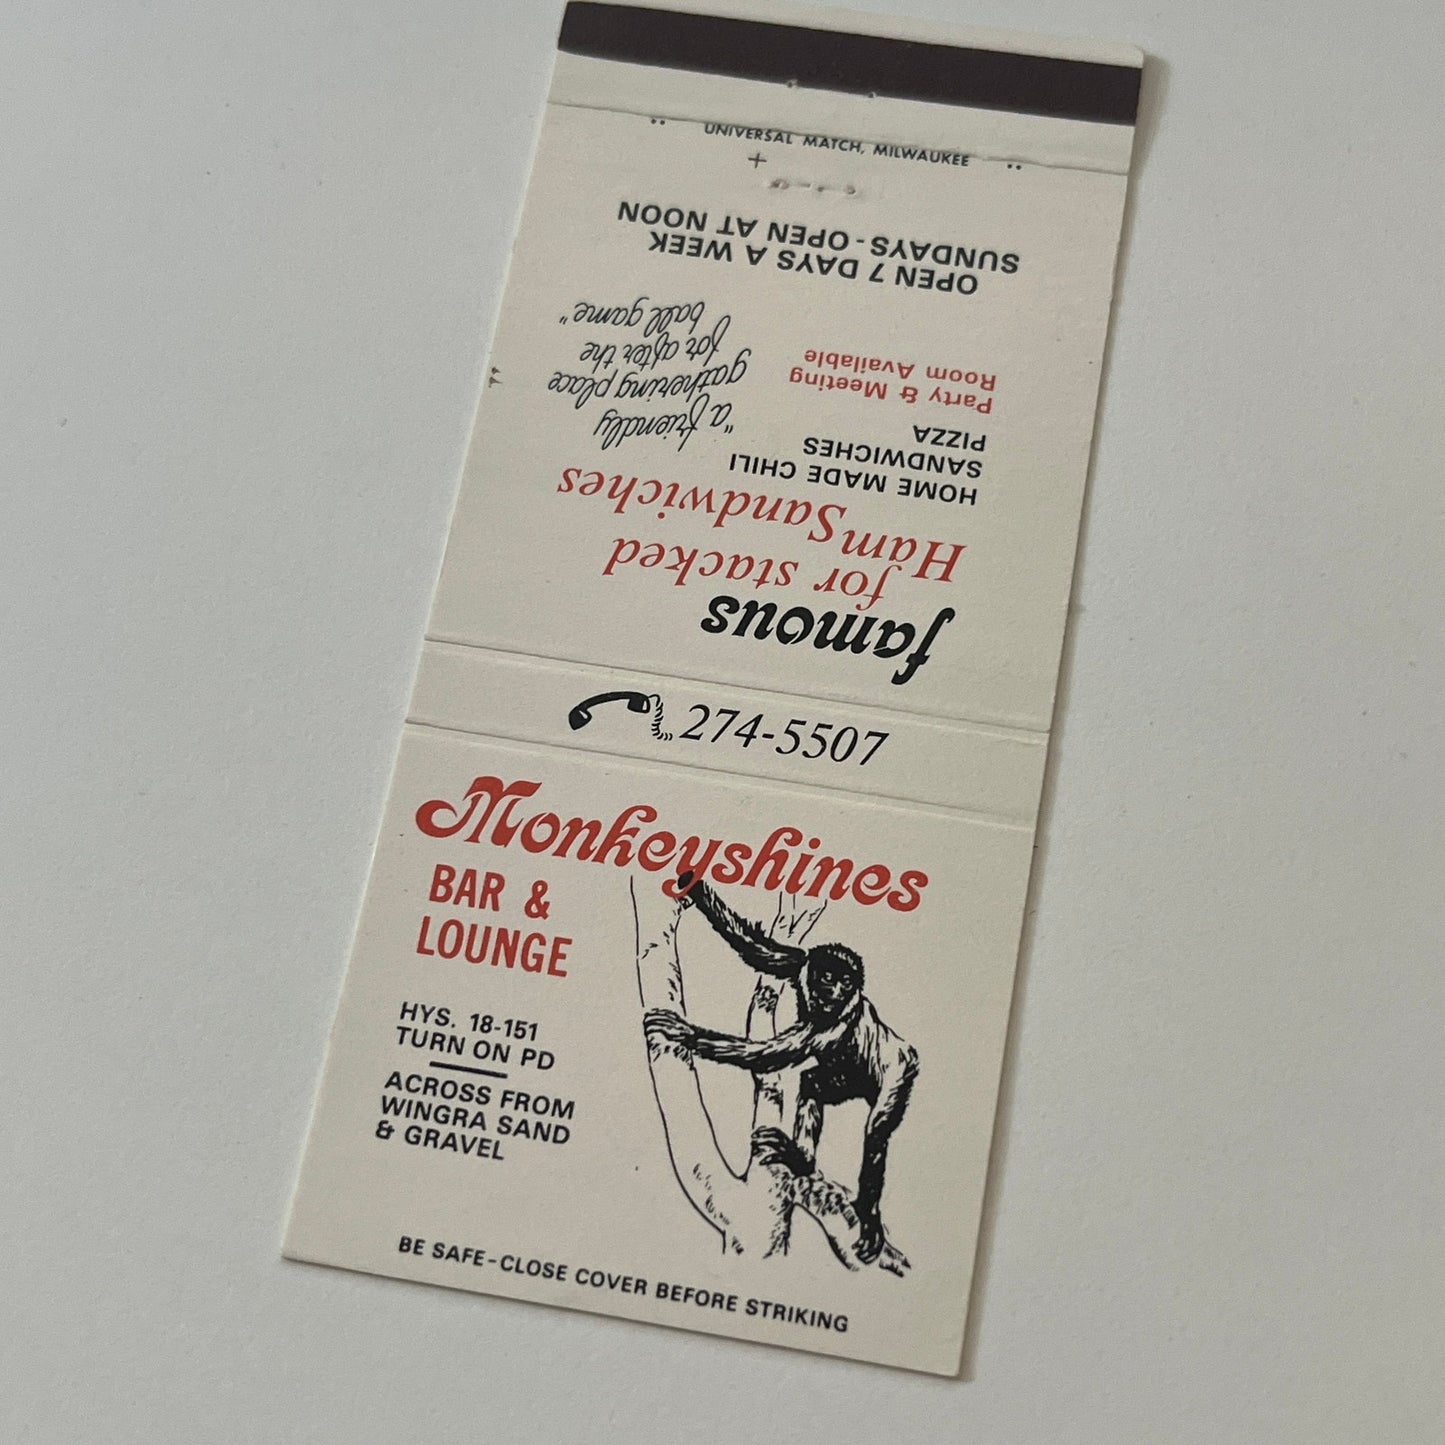 Monkeyshines
BAR &
LOUNGE
HYS. 18-151
TURN ON PD
ACROSS FROM
WINGRA SAND
& GRAVEL
BE SAFE-CLOSE COVER BEFORE STRIKING
274-5507
famous
for stacked
Ham Sandwiches
HOME MADE CHILI
SANDWICHES
PIZZA
Party & Meeting
Room Available
"a friendly
gathering place
for after the
ball game"
OPEN 7 DAYS A WEEK
SUNDAYS-OPEN AT NOON
UNIVERSAL MATCH, MILWAUKEE